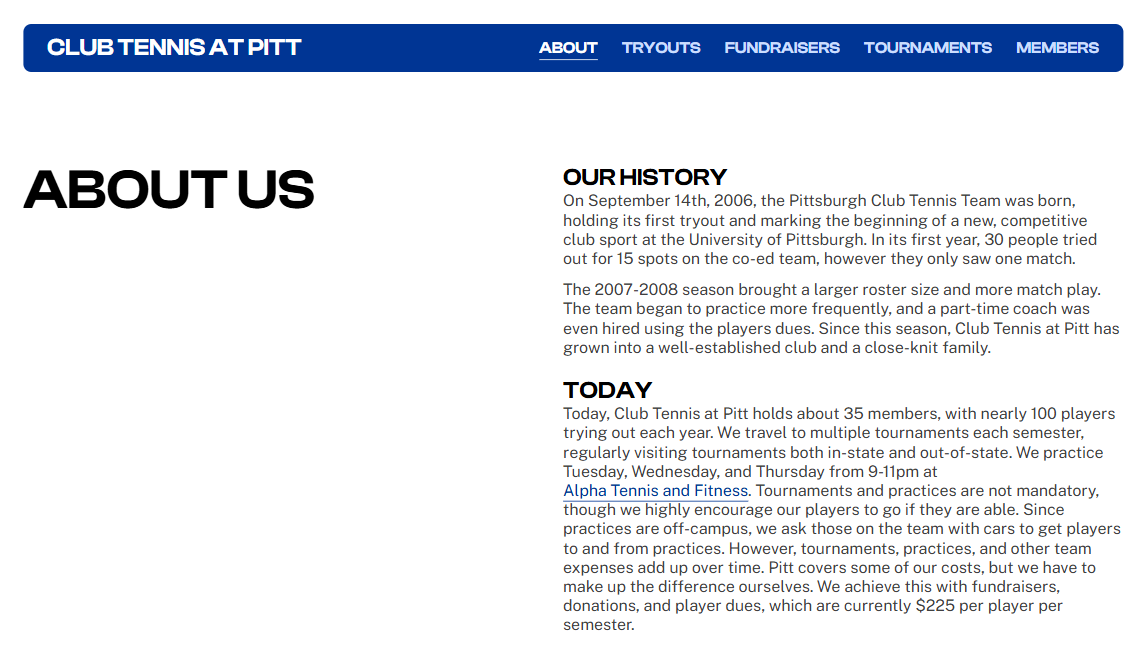 CLUB TENNIS AT PITT ABOUT TRYOUTS FUNDRAISERS TOURNAMENTS MEMBERS
ABOUT US
OUR HISTORY
On September 14th, 2006, the Pittsburgh Club Tennis Team was born,
holding its first tryout and marking the beginning of a new, competitive
club sport at the University of Pittsburgh. In its first year, 30 people tried
out for 15 spots on the co-ed team, however they only saw one match.
The 2007-2008 season brought a larger roster size and more match play.
The team began to practice more frequently, and a part-time coach was
even hired using the players dues. Since this season, Club Tennis at Pitt has
grown into a well-established club and a close-knit family.
TODAY
Today, Club Tennis at Pitt holds about 35 members, with nearly 100 players
trying out each year. We travel to multiple tournaments each semester,
regularly visiting tournaments both in-state and out-of-state. We practice
Tuesday, Wednesday, and Thursday from 9-11pm at
Alpha Tennis and Fitness. Tournaments and practices are not mandatory,
though we highly encourage our players to go if they are able. Since
practices are off-campus, we ask those on the team with cars to get players
to and from practices. However, tournaments, practices, and other team
expenses add up over time. Pitt covers some of our costs, but we have to
make up the difference ourselves. We achieve this with fundraisers,
donations, and player dues, which are currently $225 per player per
semester.